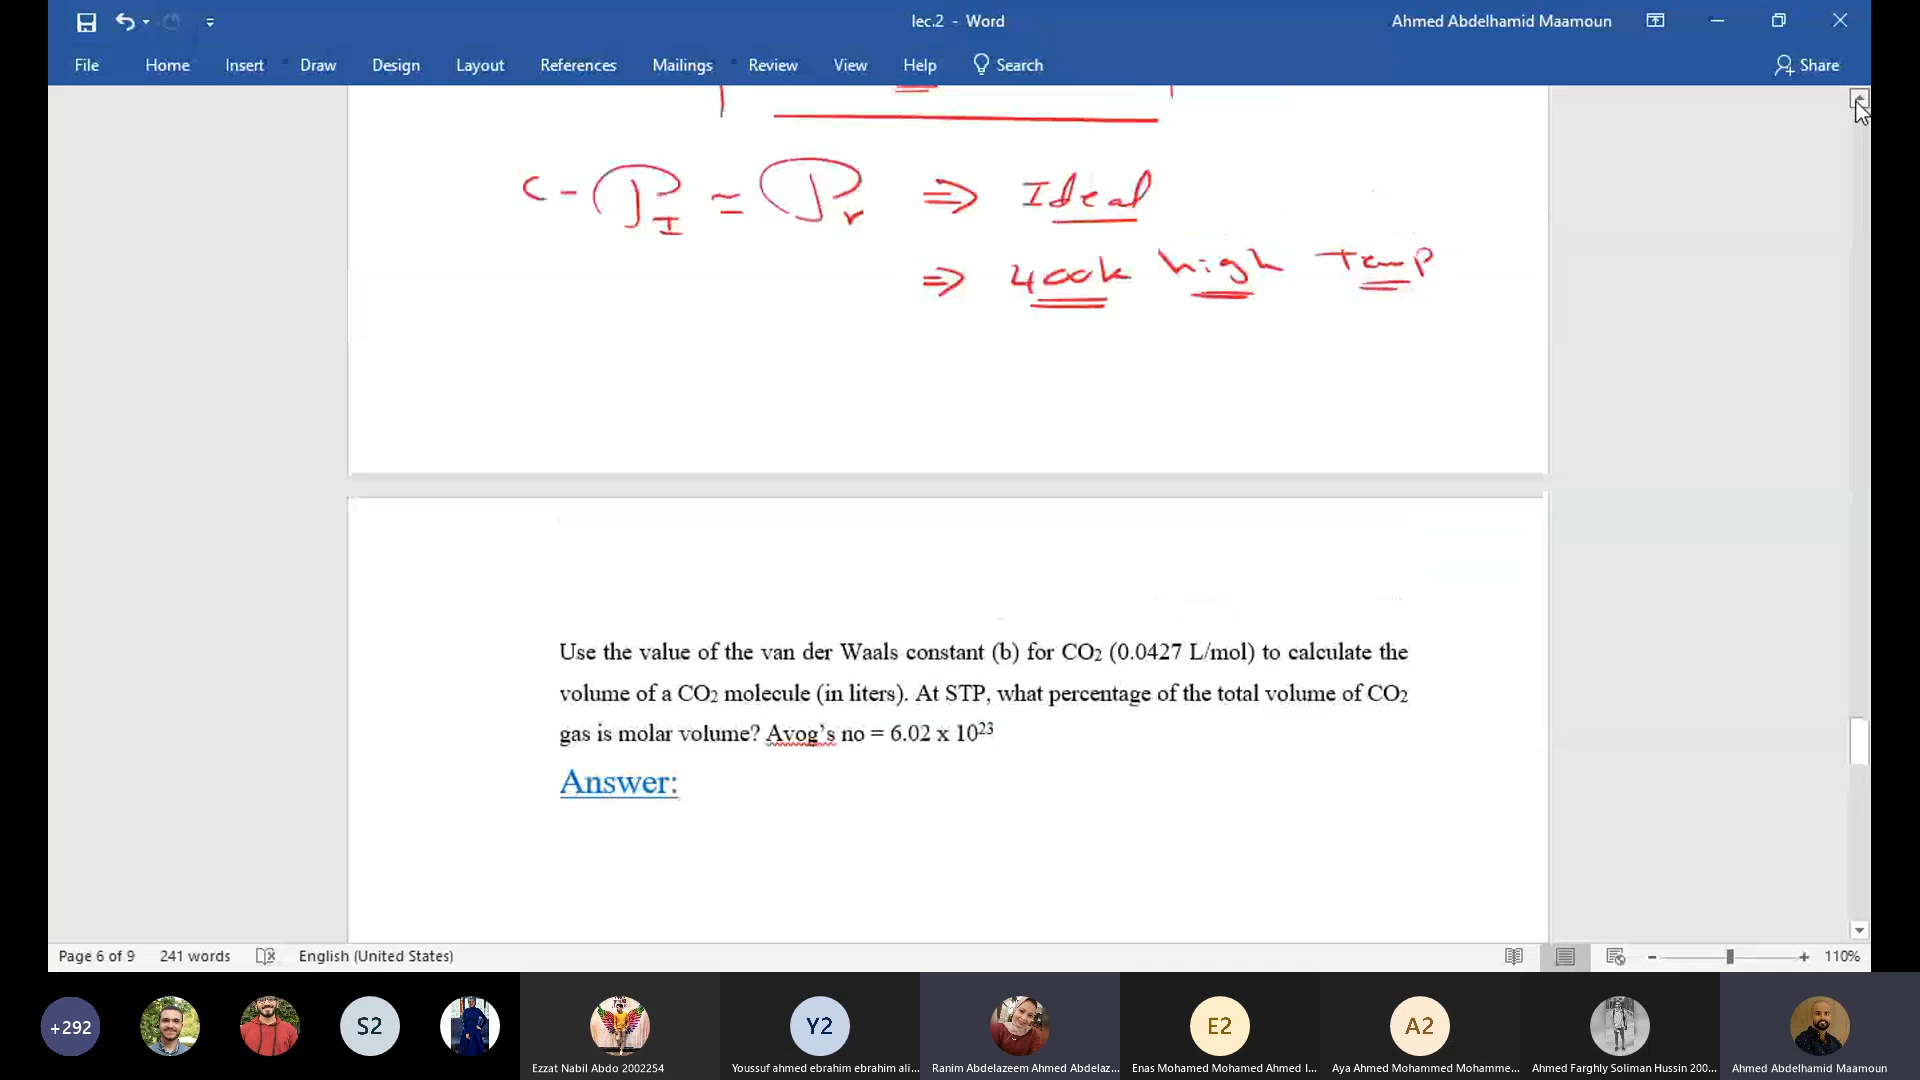 lec.2 - Word
Ahmed Abdelhamid Maamoun
File Home Insert Draw Design Layout References Mailings Review View Help Search Share
c - P_I ≃ P_r ⇒ Ideal
⇒ 400k high temp
Use the value of the van der Waals constant (b) for CO₂ (0.0427 L/mol) to calculate the
volume of a CO₂ molecule (in liters). At STP, what percentage of the total volume of CO₂
gas is molar volume? Avog’s no = 6.02 x 10²³
Answer:
Page 6 of 9 241 words English (United States) 110%
+292 S2 Y2 E2 A2
Ezzat Nabil Abdo 2002254 Youssuf ahmed ebrahim ebrahim ali... Ranim Abdelazeem Ahmed Abdelaz... Enas Mohamed Mohamed Ahmed I... Aya Ahmed Mohammed Mohamme... Ahmed Farghly Soliman Hussin 200... Ahmed Abdelhamid Maamoun